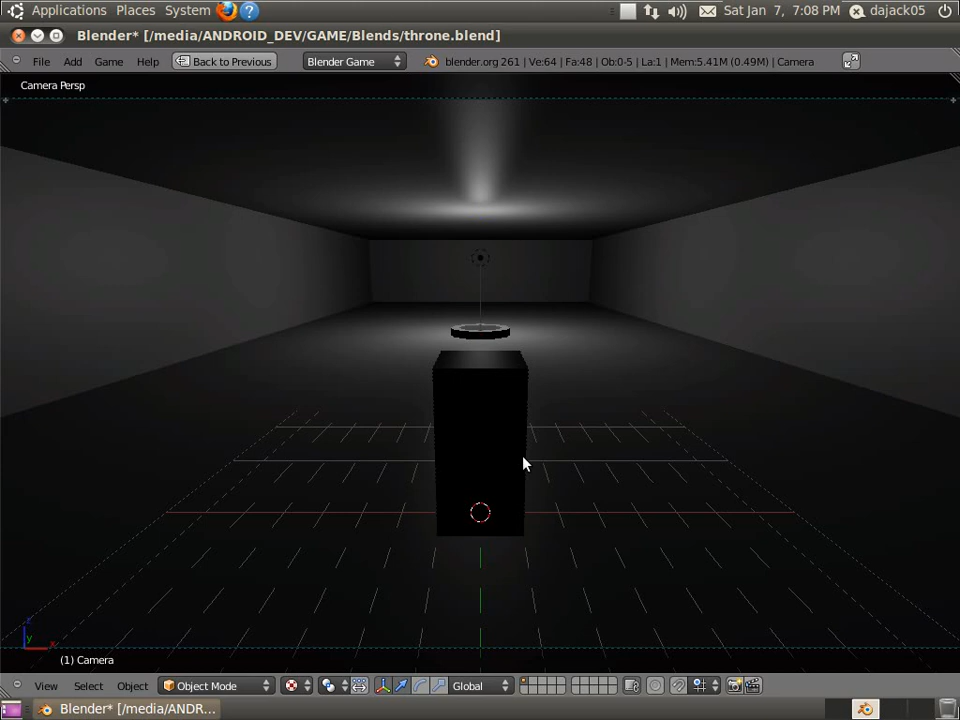 Applications Places System Sat Jan 7, 7:08 PM dajack05
Blender* [/media/ANDROID_DEV/GAME/Blends/throne.blend]
File Add Game Help Back to Previous Blender Game blender.org 261 | Ve:64 | Fa:48 | Ob:0-5 | La:1 | Mem:5.41M (0.49M) | Camera
Camera Persp
z
y x
(1) Camera
View Select Object Object Mode Global
Blender* [/media/ANDR...